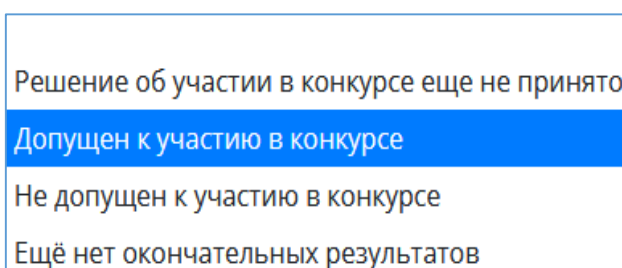 Решение об участии в конкурсе еще не принято
Допущен к участию в конкурсе
Не допущен к участию в конкурсе
Ещё нет окончательных результатов